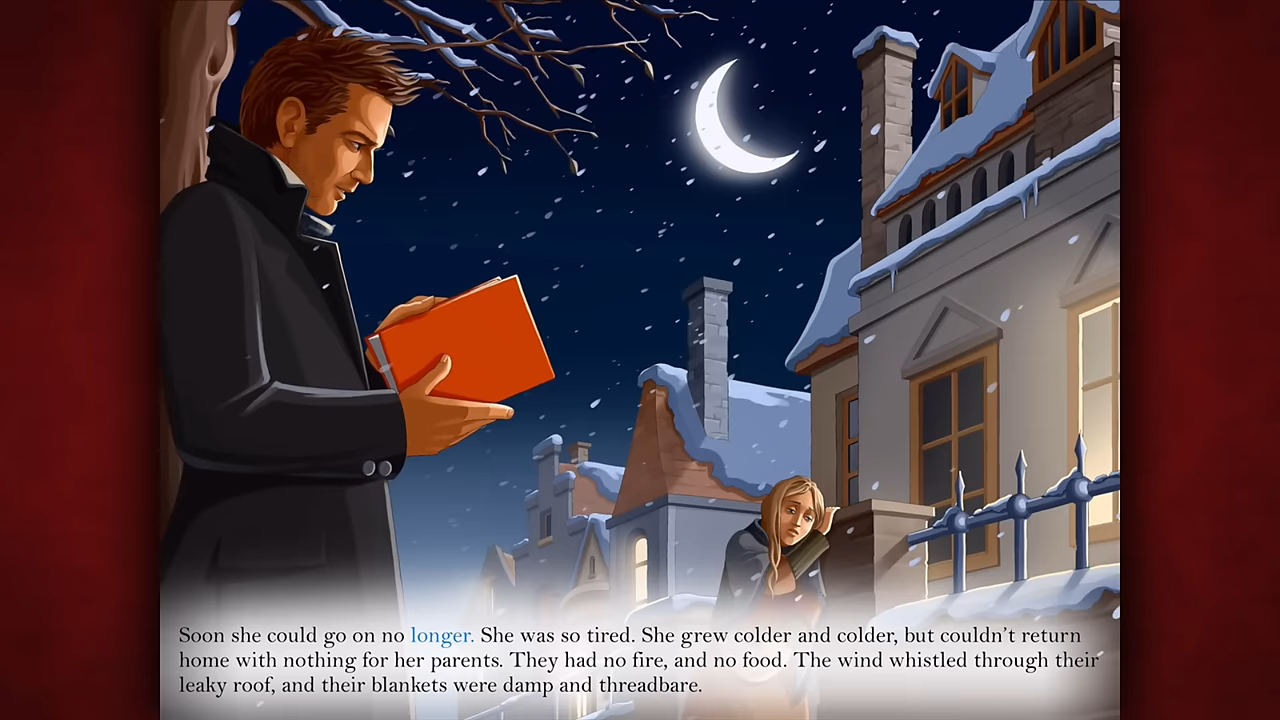 Soon she could go on no longer. She was so tired. She grew colder and colder, but couldn’t return
home with nothing for her parents. They had no fire, and no food. The wind whistled through their
leaky roof, and their blankets were damp and threadbare.